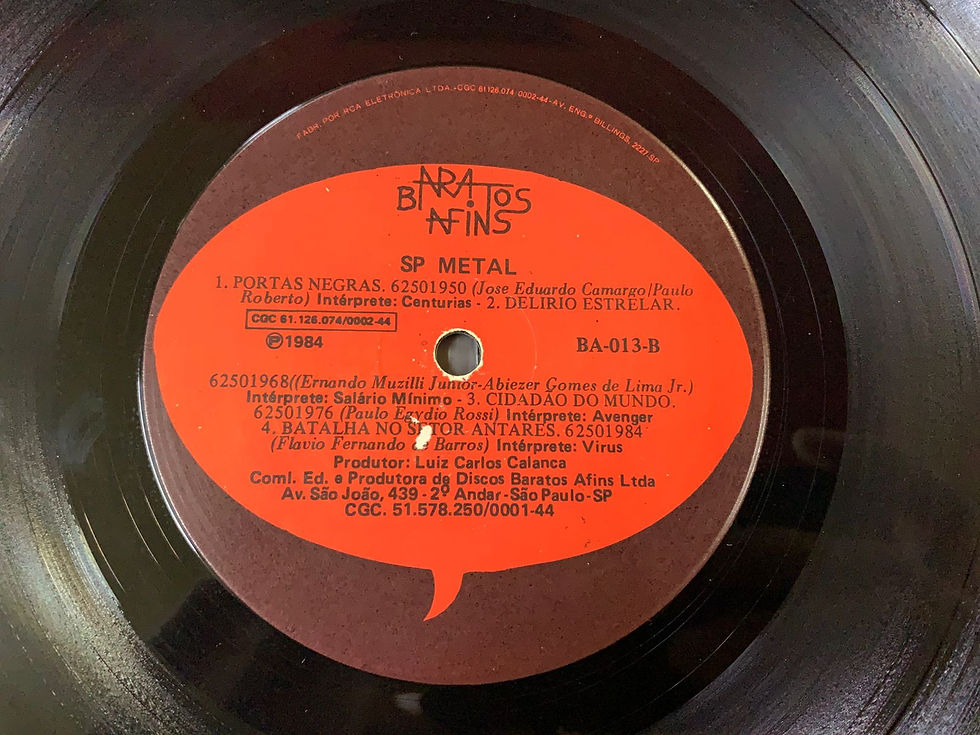 FABR. POR RCA ELETRÔNICA LTDA.-CGC 61.126.074/0002-44-AV. ENG.º BILLINGS, 2227 SP
BARATOS
AFINS
SP METAL
1. PORTAS NEGRAS. 62501950 (Jose Eduardo Camargo/Paulo
Roberto) Intérprete: Centurias - 2. DELIRIO ESTRELAR.
CGC 61.126.074/0002-44
Ⓟ1984
BA-013-B
62501968((Ernando Muzilli Junior-Abiezer Gomes de Lima Jr.)
Intérprete: Salário Mínimo - 3. CIDADÃO DO MUNDO.
62501976 (Paulo Egydio Rossi) Intérprete: Avenger
4. BATALHA NO SETOR ANTARES. 62501984
(Flavio Fernando de Barros) Intérprete: Virus
Produtor: Luiz Carlos Calanca
Coml. Ed. e Produtora de Discos Baratos Afins Ltda
Av. São João, 439 - 2º Andar - São Paulo - SP
CGC. 51.578.250/0001-44